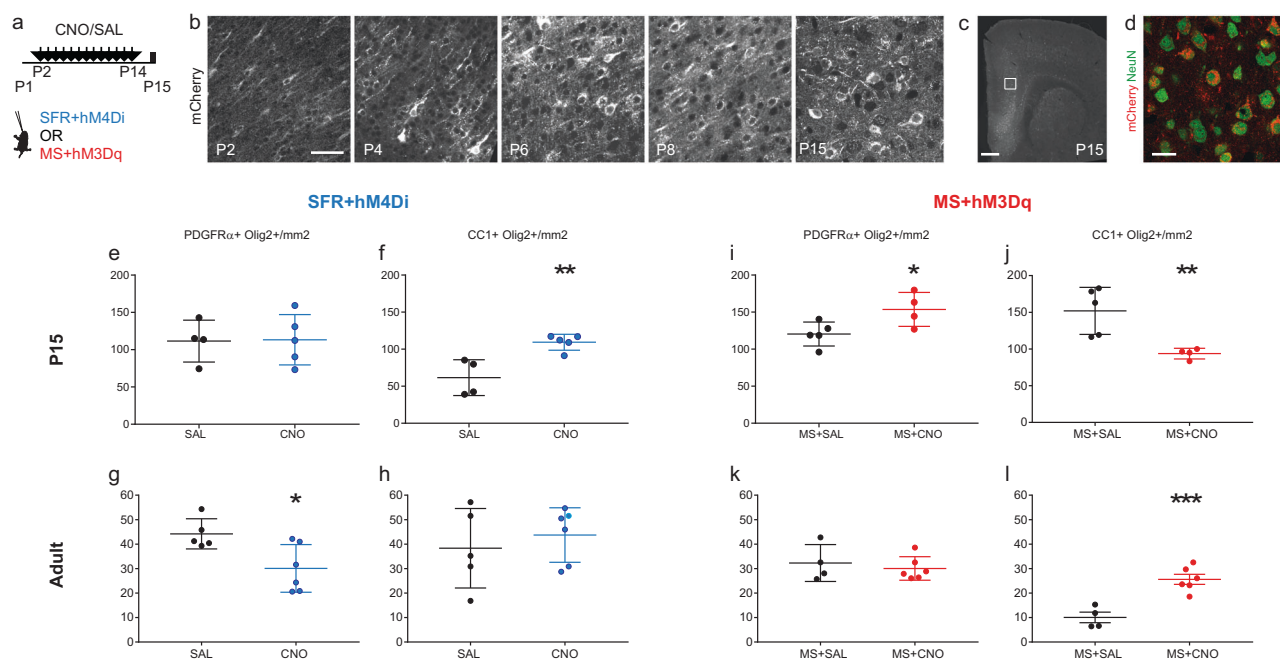 a
CNO/SAL
P2
P14
P1
P15
SFR+hM4Di
OR
MS+hM3Dq
b
mCherry
P2
P4
P6
P8
P15
c
P15
d
mCherry NeuN
SFR+hM4Di
MS+hM3Dq
P15
Adult
e
PDGFRα+ Olig2+/mm2
200
150
100
50
0
SAL
CNO
f
CC1+ Olig2+/mm2
**
200
150
100
50
0
SAL
CNO
i
PDGFRα+ Olig2+/mm2
*
200
150
100
50
0
MS+SAL
MS+CNO
j
CC1+ Olig2+/mm2
**
200
150
100
50
0
MS+SAL
MS+CNO
g
*
60
50
40
30
20
10
0
SAL
CNO
h
60
50
40
30
20
10
0
SAL
CNO
k
60
50
40
30
20
10
0
MS+SAL
MS+CNO
l
***
60
50
40
30
20
10
0
MS+SAL
MS+CNO